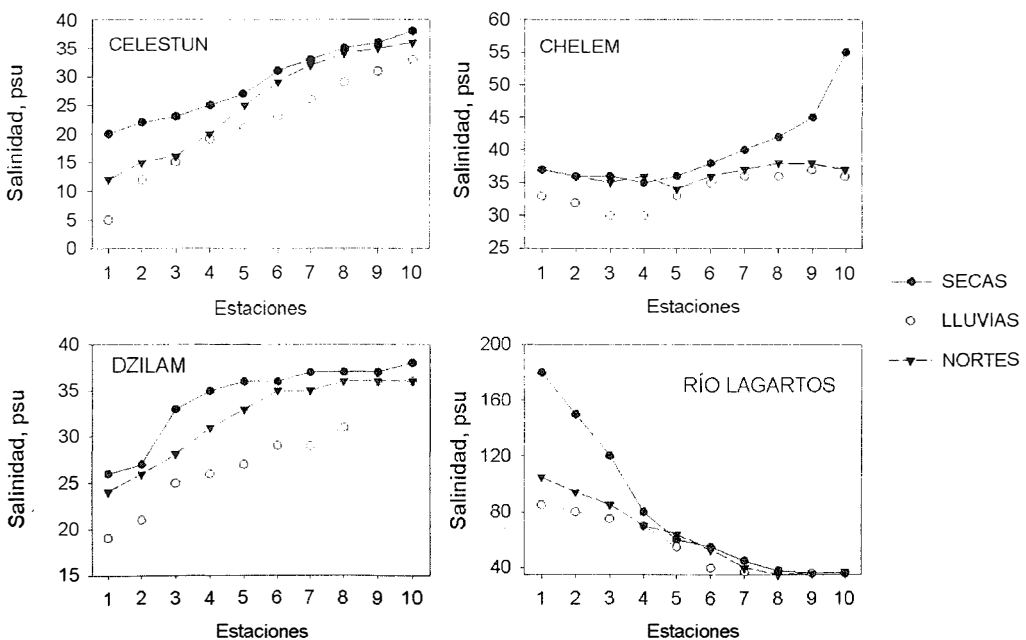 CELESTUN
Salinidad, psu
40
35
30
25
20
15
10
5
0
1 2 3 4 5 6 7 8 9 10
Estaciones
CHELEM
Salinidad, psu
60
55
50
45
40
35
30
25
1 2 3 4 5 6 7 8 9 10
Estaciones
SECAS
LLUVIAS
NORTES
DZILAM
Salinidad, psu
40
35
30
25
20
15
1 2 3 4 5 6 7 8 9 10
Estaciones
RÍO LAGARTOS
Salinidad, psu
200
160
120
80
40
1 2 3 4 5 6 7 8 9 10
Estaciones